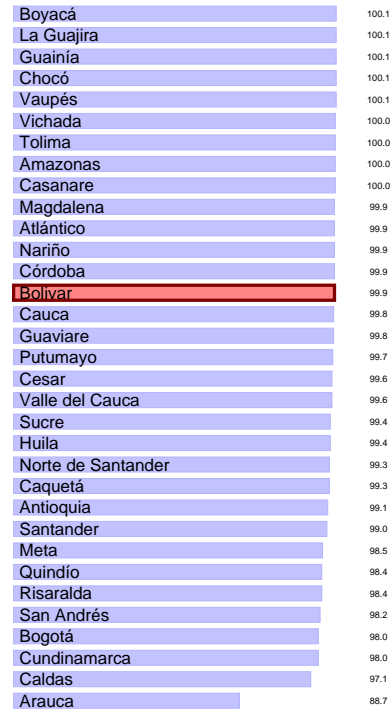 Boyacá 100.1
La Guajira 100.1
Guainía 100.1
Chocó 100.1
Vaupés 100.1
Vichada 100.0
Tolima 100.0
Amazonas 100.0
Casanare 100.0
Magdalena 99.9
Atlántico 99.9
Nariño 99.9
Córdoba 99.9
Bolivar 99.9
Cauca 99.8
Guaviare 99.8
Putumayo 99.7
Cesar 99.6
Valle del Cauca 99.6
Sucre 99.4
Huila 99.4
Norte de Santander 99.3
Caquetá 99.3
Antioquia 99.1
Santander 99.0
Meta 98.5
Quindío 98.4
Risaralda 98.4
San Andrés 98.2
Bogotá 98.0
Cundinamarca 98.0
Caldas 97.1
Arauca 88.7